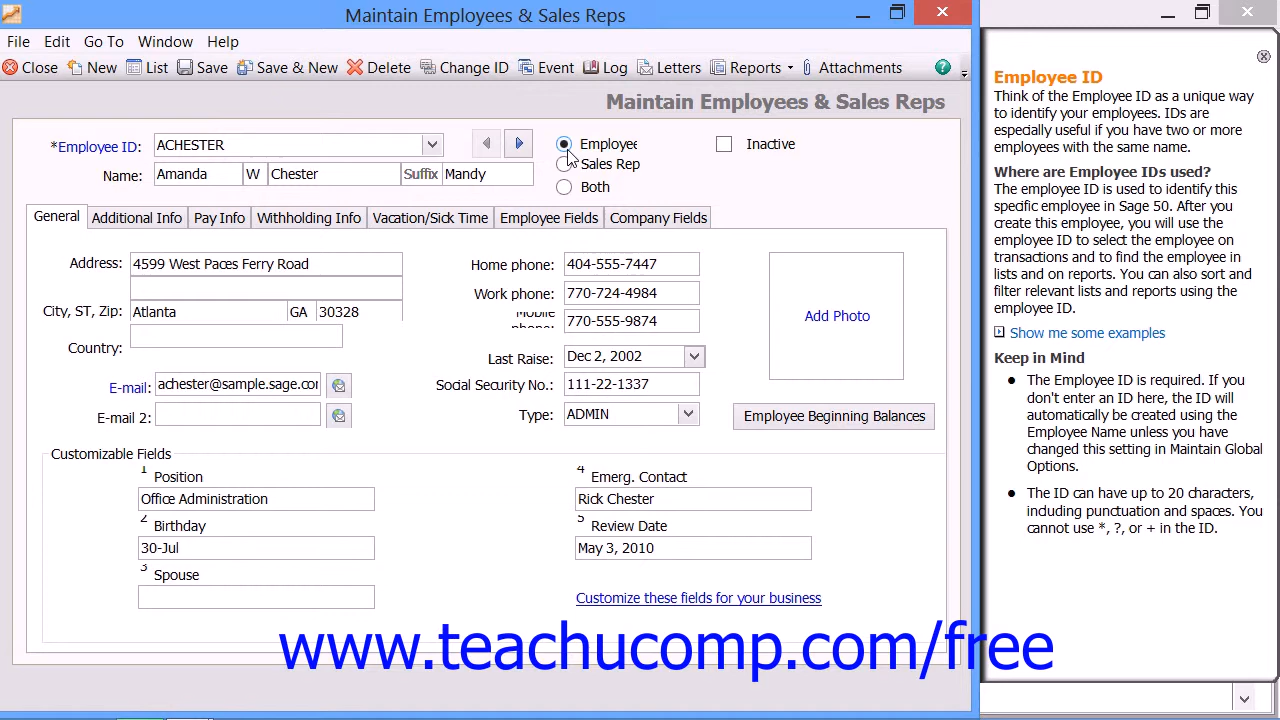 Maintain Employees & Sales Reps
File Edit Go To Window Help
Close New List Save Save & New Delete Change ID Event Log Letters Reports Attachments
Maintain Employees & Sales Reps
*Employee ID: ACHESTER Employee Inactive
Sales Rep
Name: Amanda W Chester Suffix Mandy
Both
General Additional Info Pay Info Withholding Info Vacation/Sick Time Employee Fields Company Fields
Address: 4599 West Paces Ferry Road
City, ST, Zip: Atlanta GA 30328
Country:
E-mail: achester@sample.sage.cor
E-mail 2:
Home phone: 404-555-7447
Work phone: 770-724-4984
Mobile phone: 770-555-9874
Last Raise: Dec 2, 2002
Social Security No.: 111-22-1337
Type: ADMIN
Add Photo
Employee Beginning Balances
Customizable Fields
1 Position
Office Administration
2 Birthday
30-Jul
3 Spouse
4 Emerg. Contact
Rick Chester
5 Review Date
May 3, 2010
Customize these fields for your business
www.teachucomp.com/free
Employee ID
Think of the Employee ID as a unique way
to identify your employees. IDs are
especially useful if you have two or more
employees with the same name.
Where are Employee IDs used?
The employee ID is used to identify this
specific employee in Sage 50. After you
create this employee, you will use the
employee ID to select the employee on
transactions and to find the employee in
lists and on reports. You can also sort and
filter relevant lists and reports using the
employee ID.
Show me some examples
Keep in Mind
● The Employee ID is required. If you
don't enter an ID here, the ID will
automatically be created using the
Employee Name unless you have
changed this setting in Maintain Global
Options.
● The ID can have up to 20 characters,
including punctuation and spaces. You
cannot use *, ?, or + in the ID.